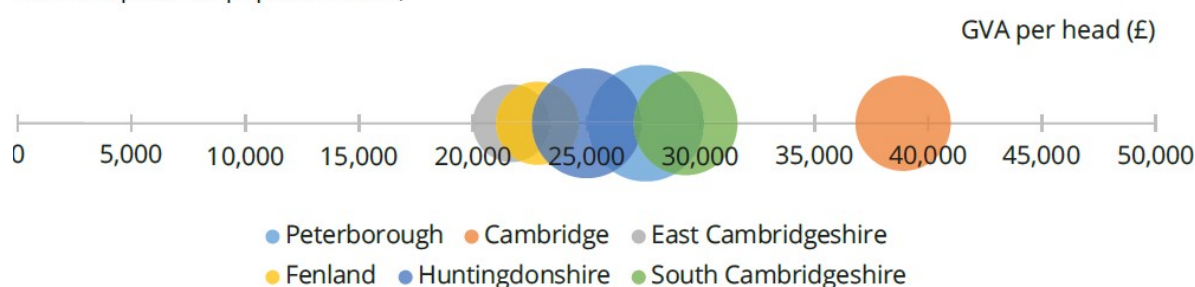 GVA per head (£)
0 5,000 10,000 15,000 20,000 25,000 30,000 35,000 40,000 45,000 50,000
Peterborough Cambridge East Cambridgeshire
Fenland Huntingdonshire South Cambridgeshire